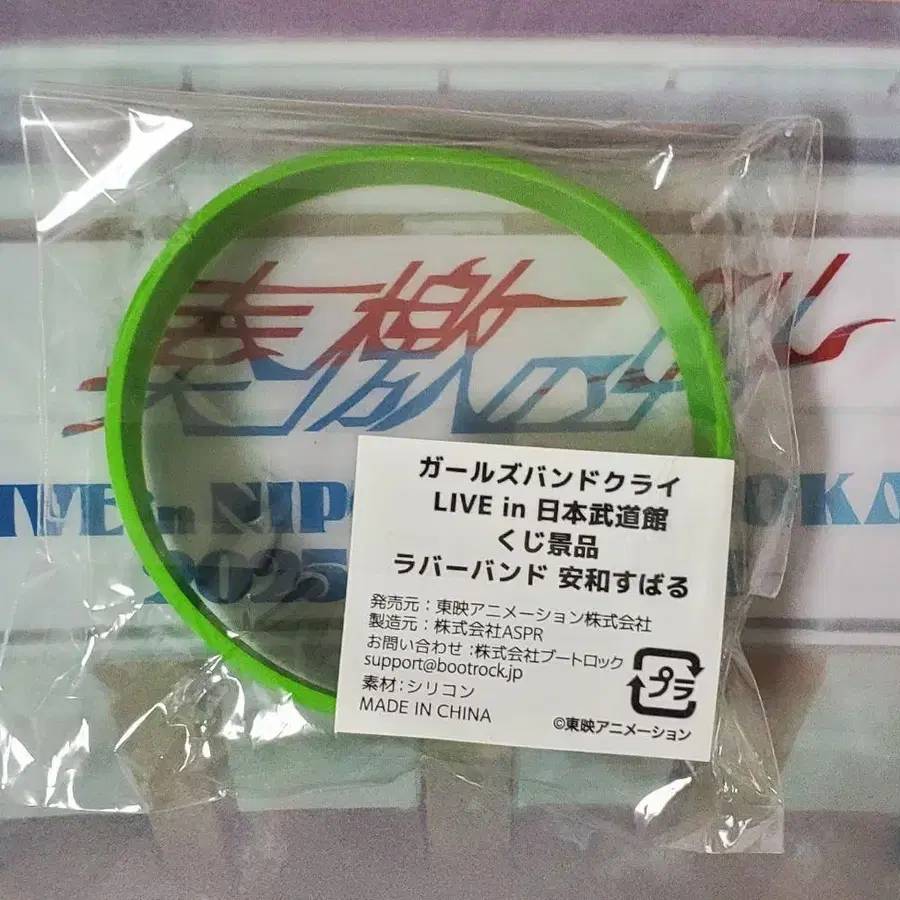 ガールズバンドクライ
LIVE in 日本武道館
くじ景品
ラバーバンド 安和すばる
発売元：東映アニメーション株式会社
製造元：株式会社ASPR
お問い合わせ：株式会社ブートロック
support@bootrock.jp
素材：シリコン
MADE IN CHINA
プラ
©東映アニメーション
の
2025